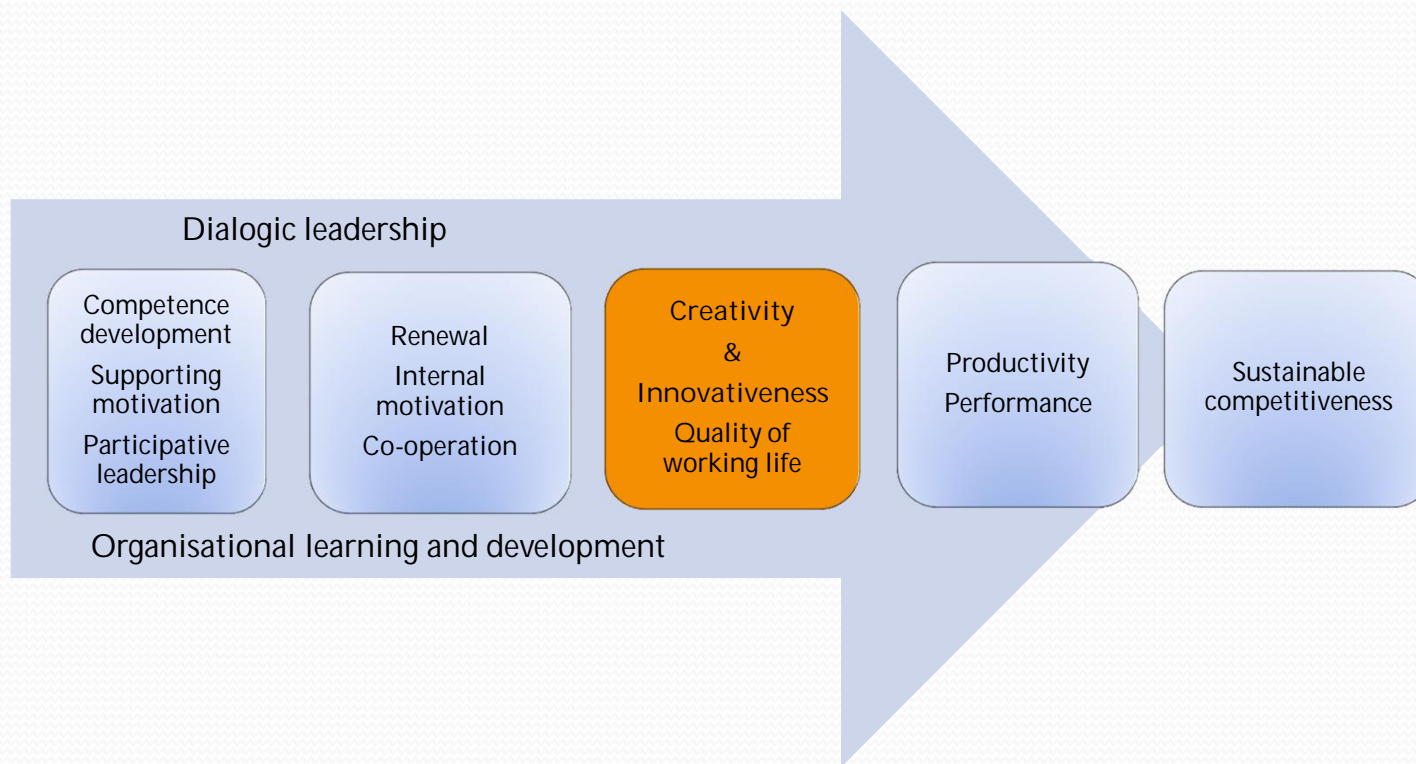 Dialogic leadership
Competence
development
Supporting
motivation
Participative
leadership
Renewal
Internal
motivation
Co-operation
Creativity
&
Innovativeness
Quality of
working life
Productivity
Performance
Sustainable
competitiveness
Organisational learning and development